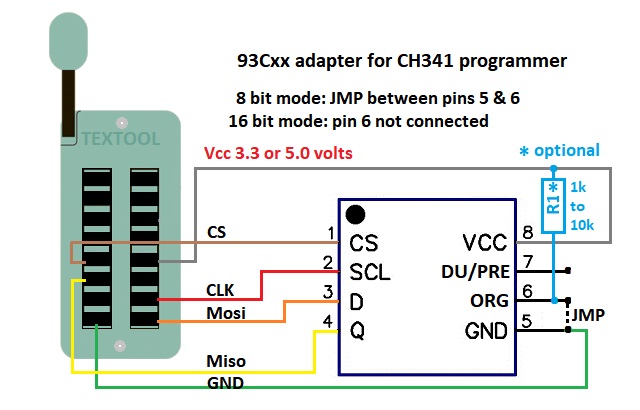 93Cxx adapter for CH341 programmer
8 bit mode: JMP between pins 5 & 6
16 bit mode: pin 6 not connected
TEXTOOL
Vcc 3.3 or 5.0 volts
* optional
R1 *
1k
to
10k
CS
1
CS
VCC
8
2
SCL
DU/PRE
7
CLK
3
D
ORG
6
Mosi
4
Q
GND
5
JMP
Miso
GND